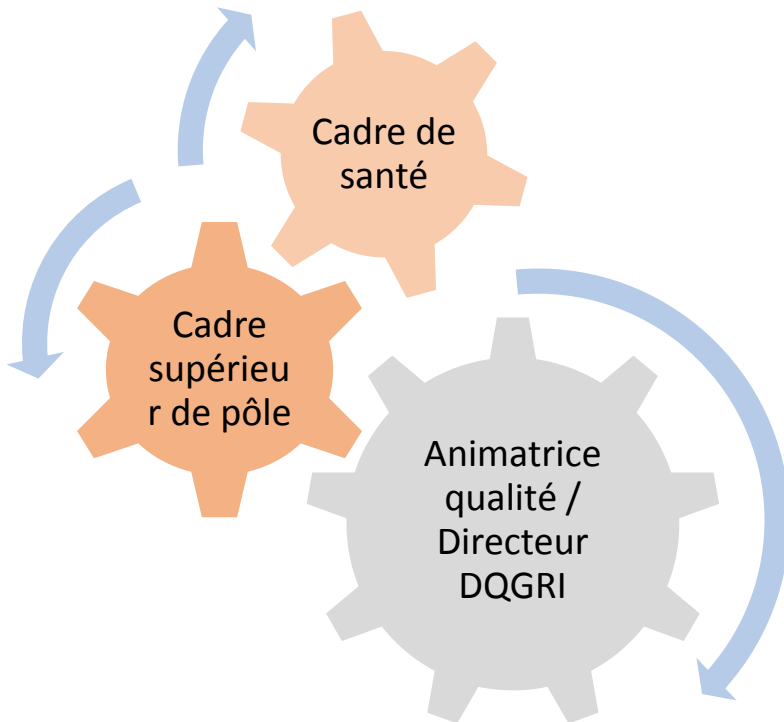 Cadre de
santé
Cadre
supérieu
r de pôle
Animatrice
qualité /
Directeur
DQGRI